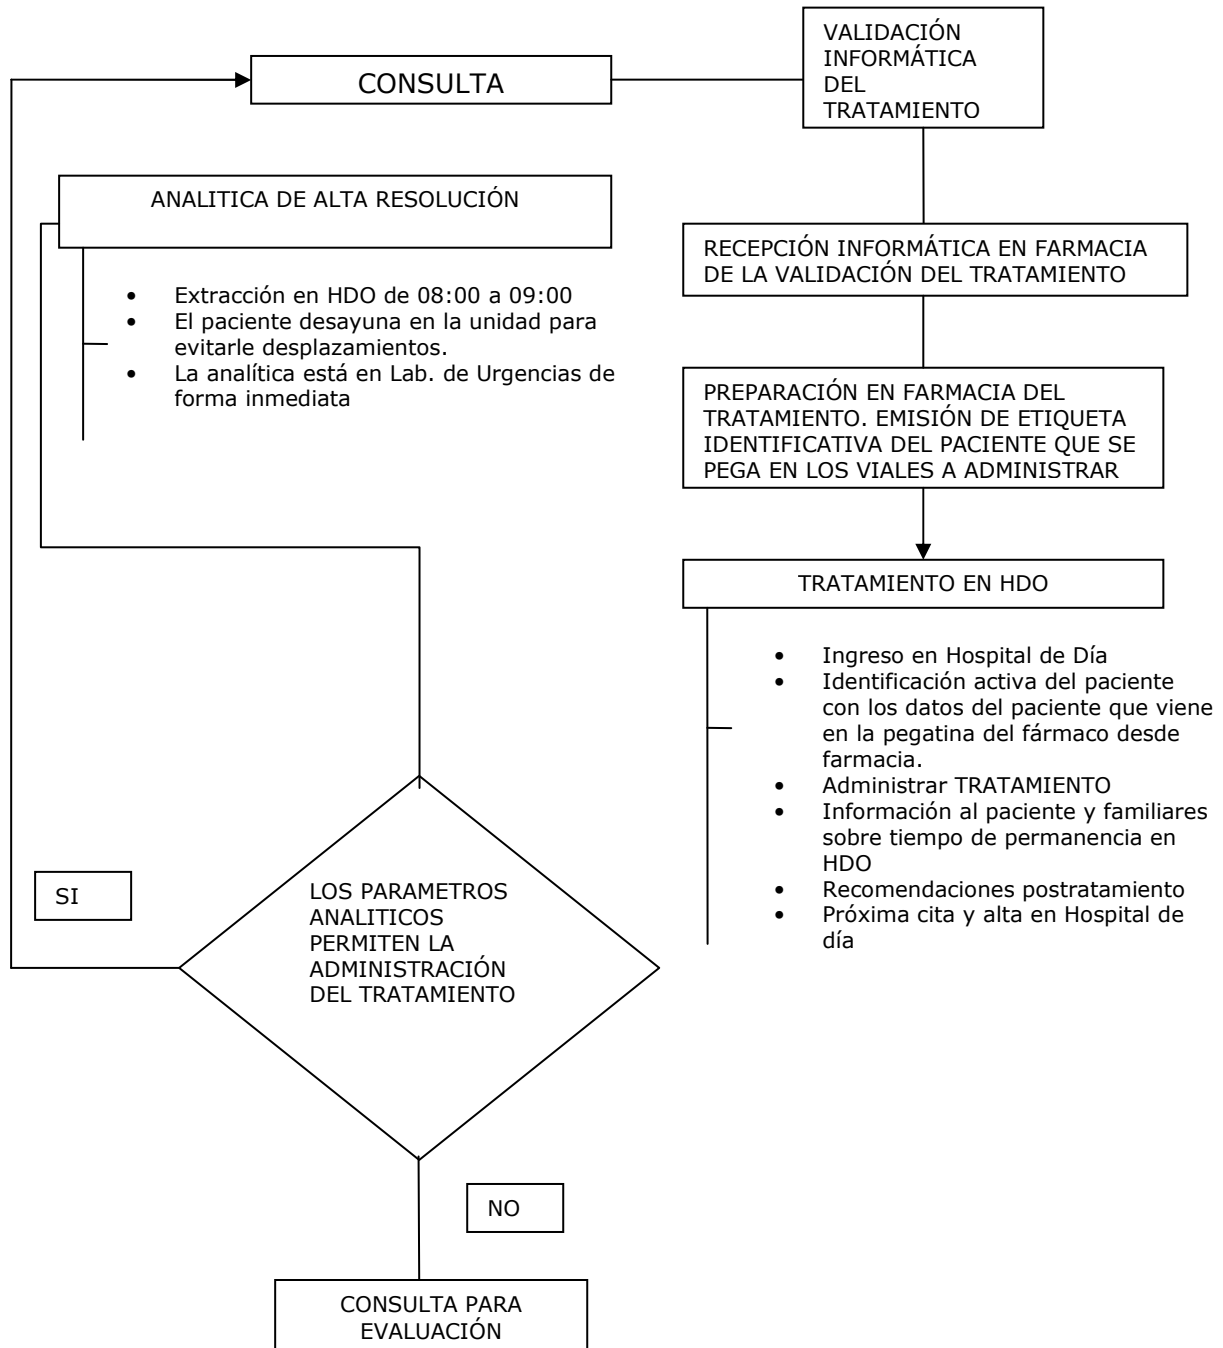 CONSULTA
VALIDACIÓN
INFORMÁTICA
DEL
TRATAMIENTO
ANALITICA DE ALTA RESOLUCIÓN
• Extracción en HDO de 08:00 a 09:00
• El paciente desayuna en la unidad para
evitarle desplazamientos.
• La analítica está en Lab. de Urgencias de
forma inmediata
RECEPCIÓN INFORMÁTICA EN FARMACIA
DE LA VALIDACIÓN DEL TRATAMIENTO
PREPARACIÓN EN FARMACIA DEL
TRATAMIENTO. EMISIÓN DE ETIQUETA
IDENTIFICATIVA DEL PACIENTE QUE SE
PEGA EN LOS VIALES A ADMINISTRAR
TRATAMIENTO EN HDO
• Ingreso en Hospital de Día
• Identificación activa del paciente
con los datos del paciente que viene
en la pegatina del fármaco desde
farmacia.
• Administrar TRATAMIENTO
• Información al paciente y familiares
sobre tiempo de permanencia en
HDO
• Recomendaciones postratamiento
• Próxima cita y alta en Hospital de
día
SI
LOS PARAMETROS
ANALITICOS
PERMITEN LA
ADMINISTRACIÓN
DEL TRATAMIENTO
NO
CONSULTA PARA
EVALUACIÓN